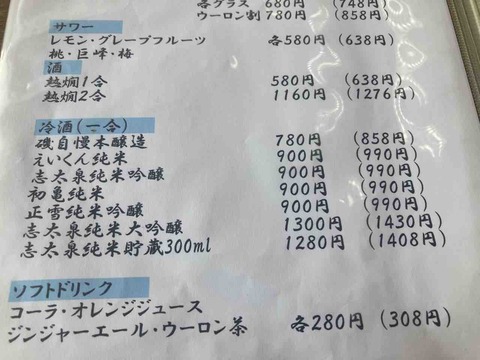 各グラス 680円 (748円)
ウーロン割 780円 (858円)
サワー
レモン・グレープフルーツ 各580円 (638円)
桃・巨峰・梅
酒
熱燗1合 580円 (638円)
熱燗2合 1160円 (1276円)
冷酒(一合)
磯自慢本醸造 780円 (858円)
えいくん純米 900円 (990円)
志太泉純米吟醸 900円 (990円)
初亀純米 900円 (990円)
正雪純米吟醸 900円 (990円)
志太泉純米大吟醸 1300円 (1430円)
志太泉純米貯蔵300ml 1280円 (1408円)
ソフトドリンク
コーラ・オレンジジュース
ジンジャーエール・ウーロン茶 各280円 (308円)